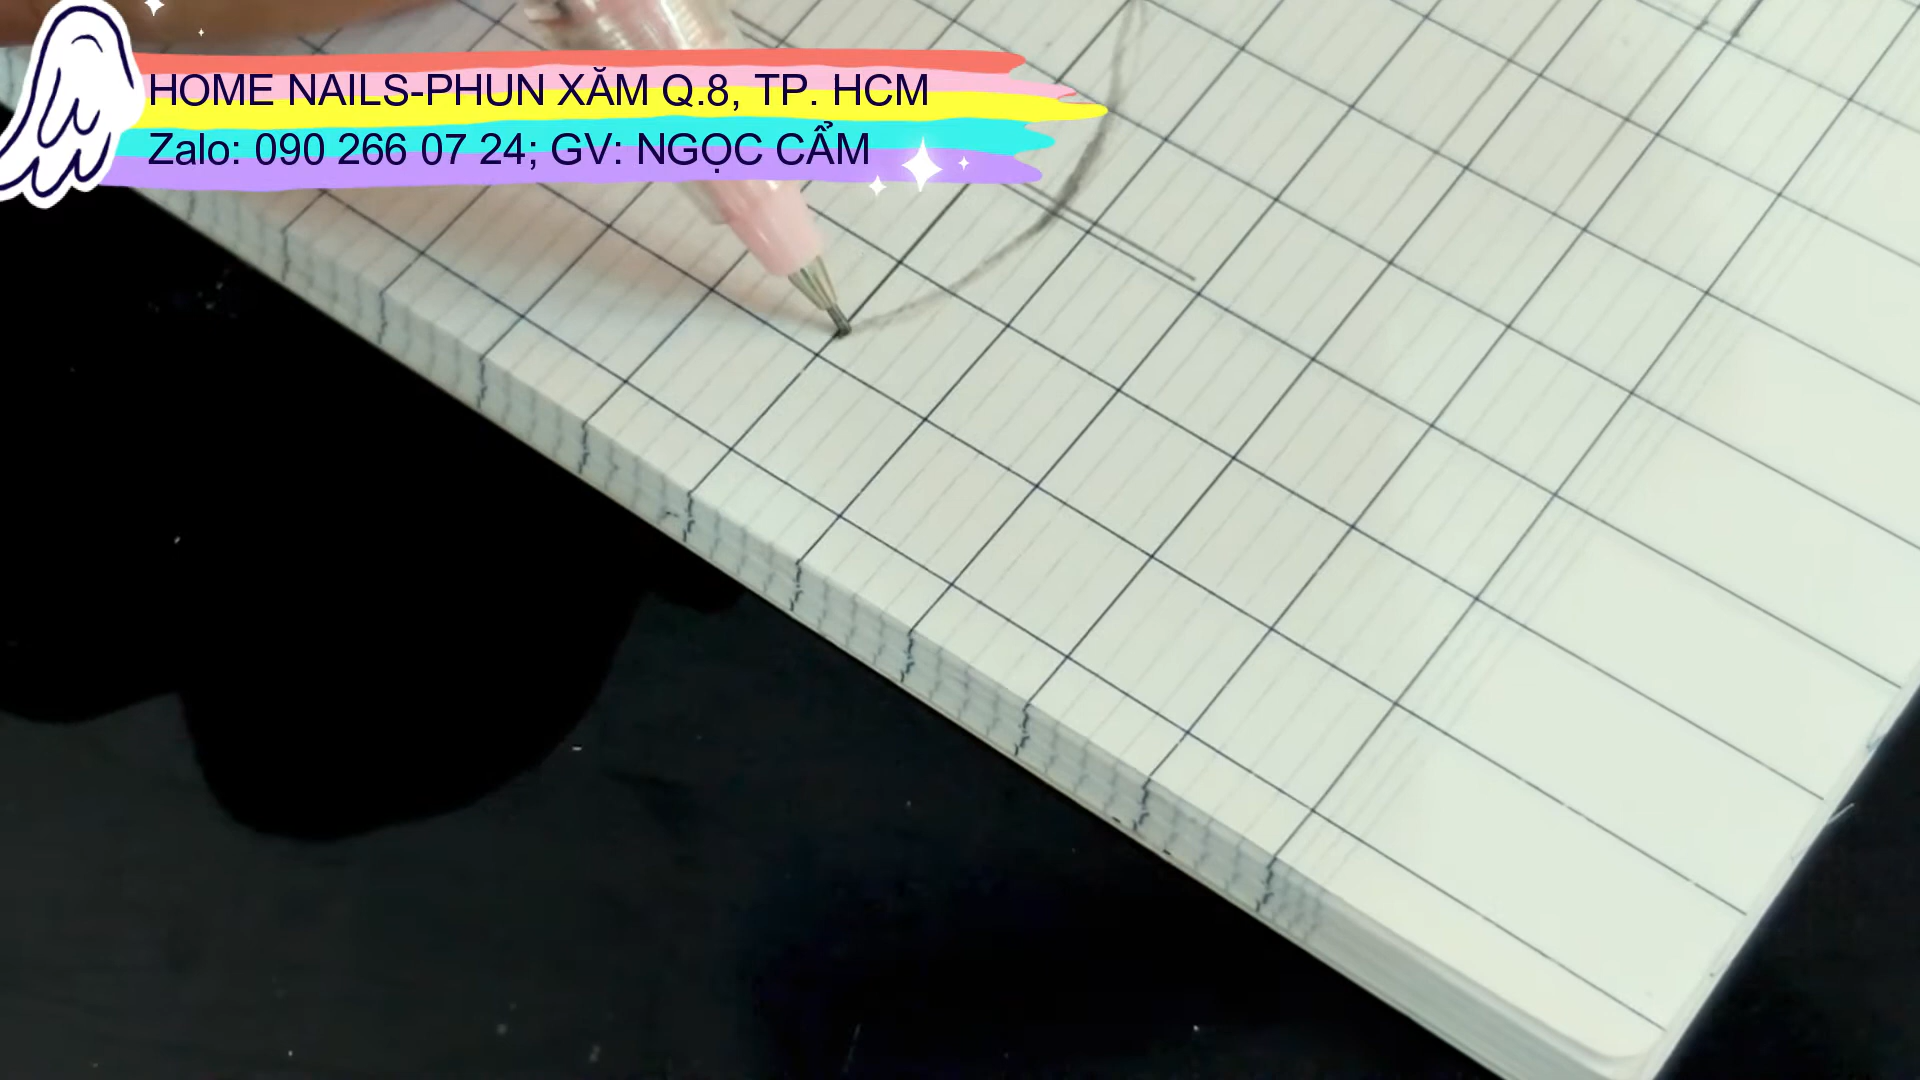 HOME NAILS-PHUN XĂM Q.8, TP. HCM
Zalo: 090 266 07 24; GV: NGỌC CẨM